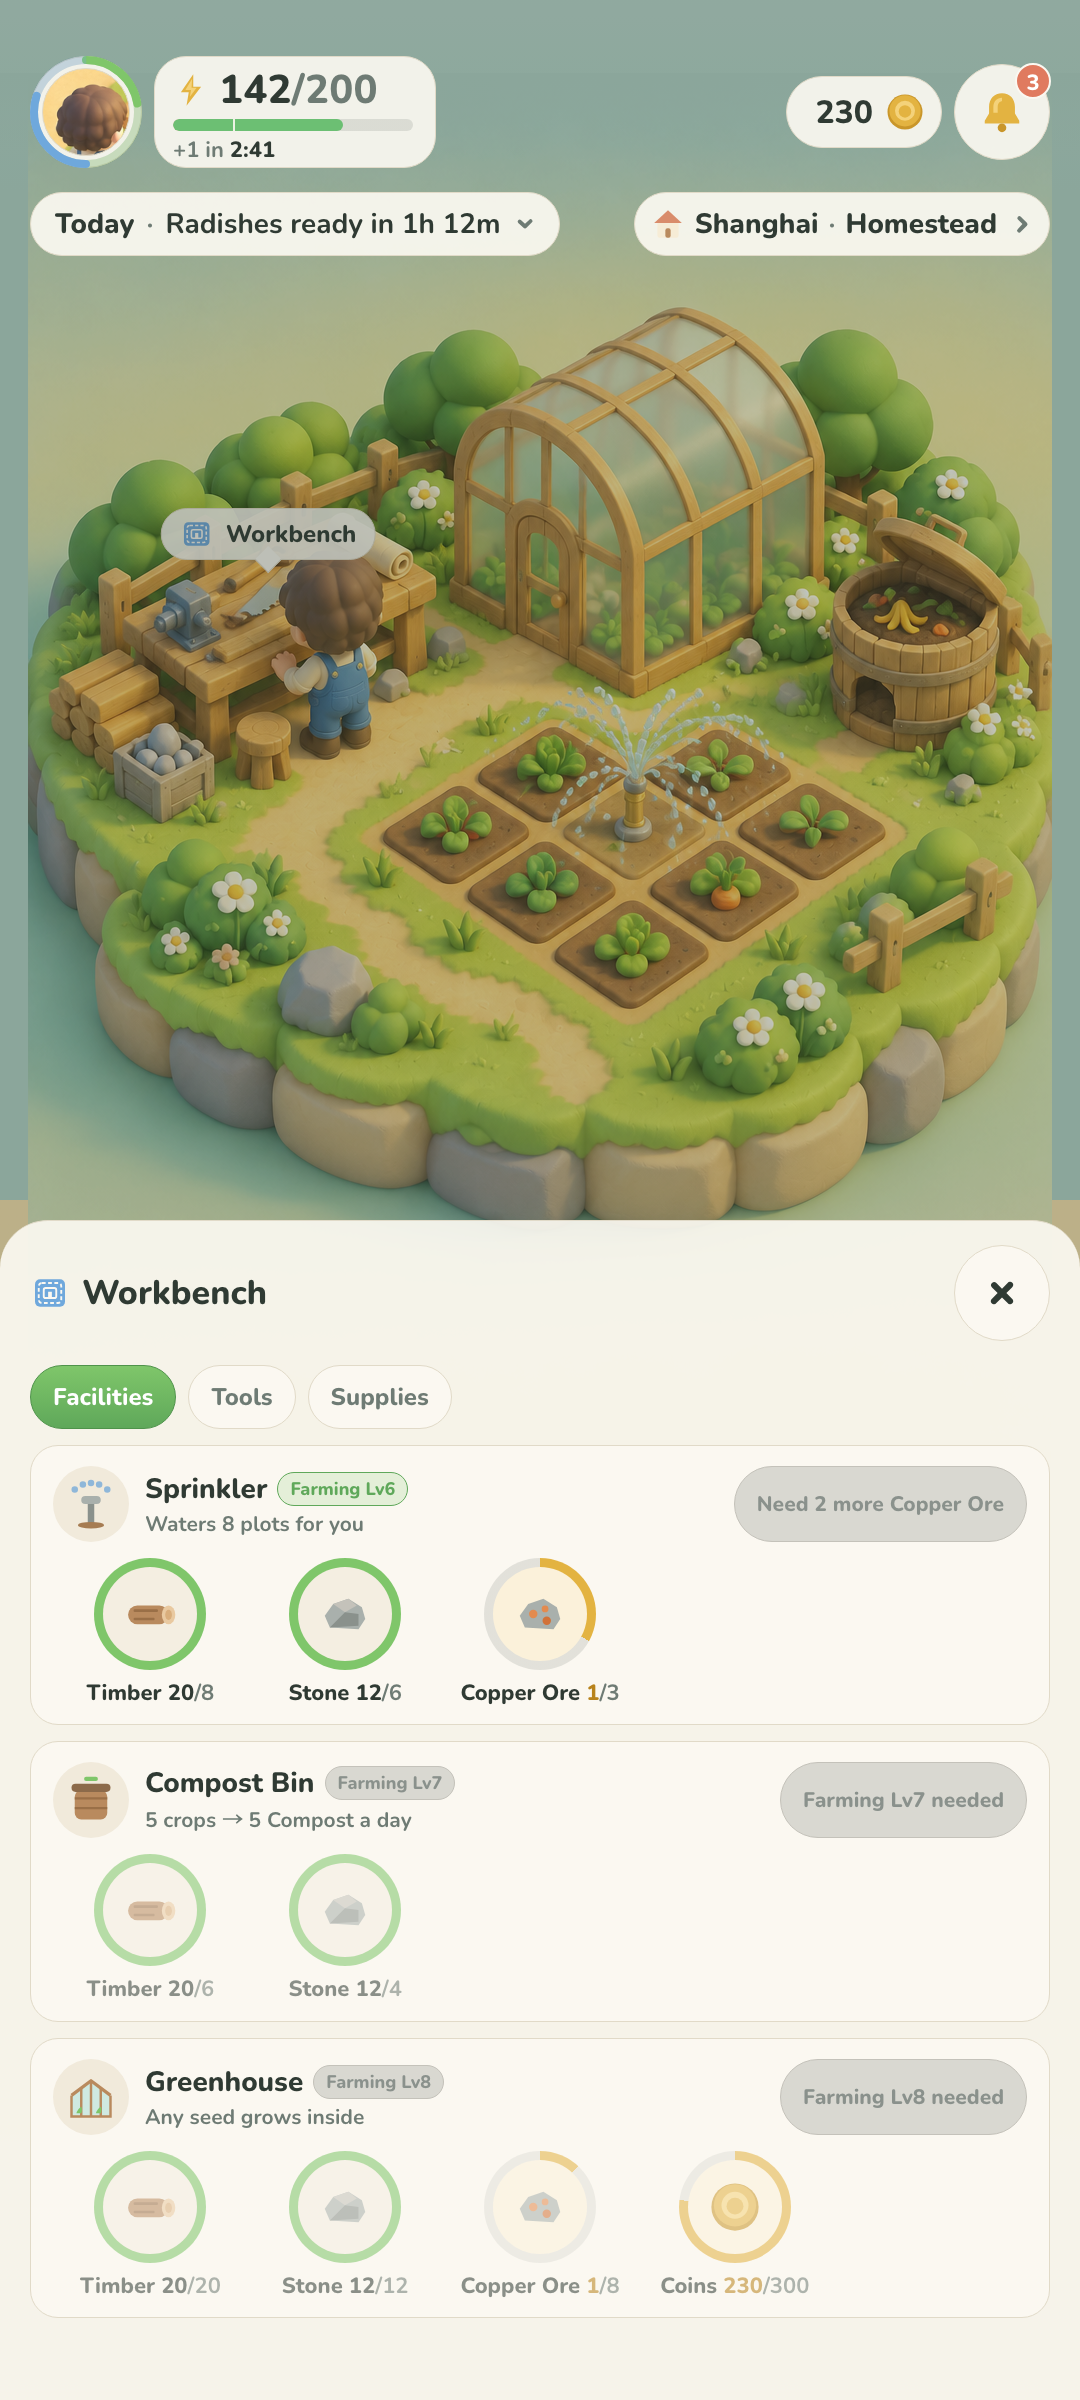 142/200
+1 in 2:41
230
3
Today · Radishes ready in 1h 12m
Shanghai · Homestead
Workbench
Workbench
Facilities
Tools
Supplies
Sprinkler
Farming Lv6
Waters 8 plots for you
Need 2 more Copper Ore
Timber 20/8
Stone 12/6
Copper Ore 1/3
Compost Bin
Farming Lv7
5 crops → 5 Compost a day
Farming Lv7 needed
Timber 20/6
Stone 12/4
Greenhouse
Farming Lv8
Any seed grows inside
Farming Lv8 needed
Timber 20/20
Stone 12/12
Copper Ore 1/8
Coins 230/300